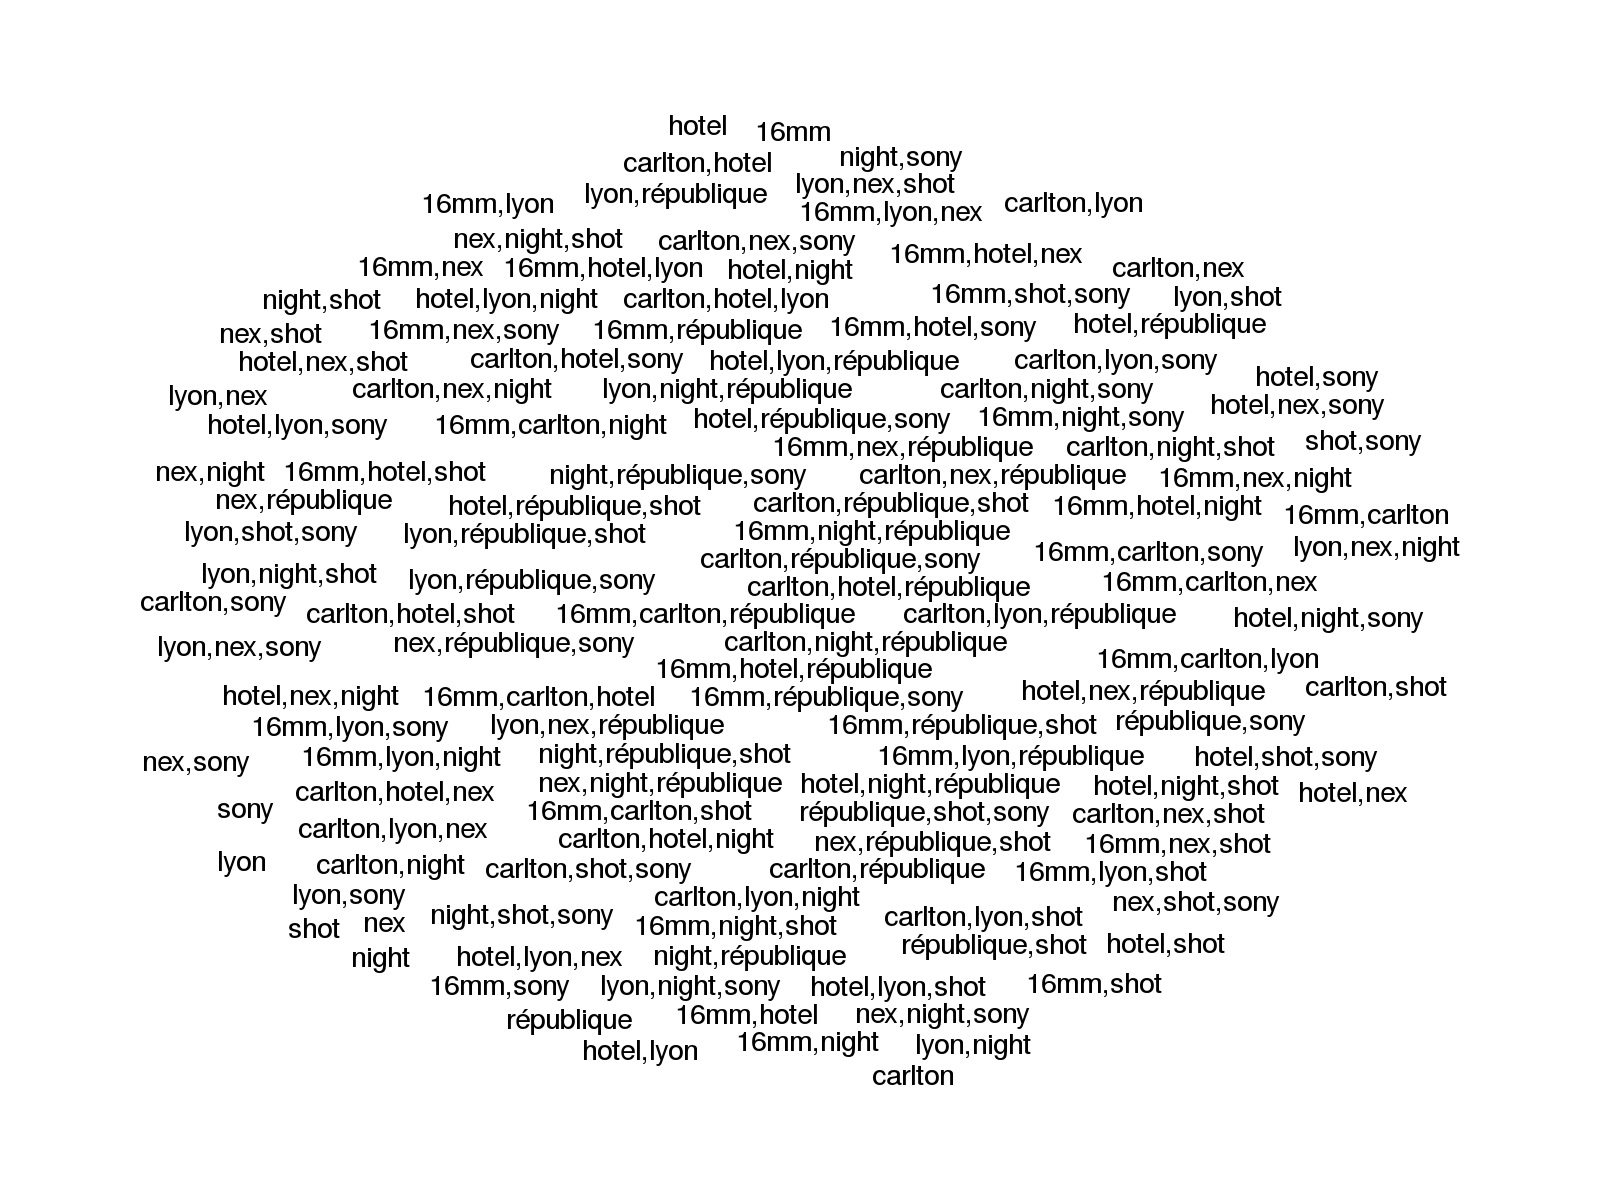 hotel 16mm
carlton,hotel night,sony
16mm,lyon lyon,république lyon,nex,shot
16mm,lyon,nex carlton,lyon
nex,night,shot carlton,nex,sony 16mm,hotel,nex
16mm,nex 16mm,hotel,lyon hotel,night carlton,nex
night,shot hotel,lyon,night carlton,hotel,lyon 16mm,shot,sony lyon,shot
nex,shot 16mm,nex,sony 16mm,république 16mm,hotel,sony hotel,république
hotel,nex,shot carlton,hotel,sony hotel,lyon,république carlton,lyon,sony
lyon,nex carlton,nex,night lyon,night,république carlton,night,sony hotel,sony
hotel,lyon,sony 16mm,carlton,night hotel,république,sony 16mm,night,sony hotel,nex,sony
16mm,nex,république carlton,night,shot shot,sony
nex,night 16mm,hotel,shot night,république,sony carlton,nex,république 16mm,nex,night
nex,république hotel,république,shot carlton,république,shot 16mm,hotel,night 16mm,carlton
lyon,shot,sony lyon,république,shot 16mm,night,république
carlton,république,sony 16mm,carlton,sony lyon,nex,night
lyon,night,shot lyon,république,sony carlton,hotel,république 16mm,carlton,nex
carlton,sony carlton,hotel,shot 16mm,carlton,république carlton,lyon,république hotel,night,sony
lyon,nex,sony nex,république,sony carlton,night,république
16mm,hotel,république 16mm,carlton,lyon
hotel,nex,night 16mm,carlton,hotel 16mm,république,sony hotel,nex,république carlton,shot
16mm,lyon,sony lyon,nex,république 16mm,république,shot république,sony
nex,sony 16mm,lyon,night night,république,shot 16mm,lyon,république hotel,shot,sony
carlton,hotel,nex nex,night,république hotel,night,république hotel,night,shot hotel,nex
sony 16mm,carlton,shot république,shot,sony carlton,nex,shot
carlton,lyon,nex carlton,hotel,night nex,république,shot 16mm,nex,shot
lyon carlton,night carlton,shot,sony carlton,république 16mm,lyon,shot
lyon,sony carlton,lyon,night nex,shot,sony
shot nex night,shot,sony 16mm,night,shot carlton,lyon,shot
night hotel,lyon,nex night,république république,shot hotel,shot
16mm,sony lyon,night,sony hotel,lyon,shot 16mm,shot
république 16mm,hotel nex,night,sony
hotel,lyon 16mm,night lyon,night
carlton